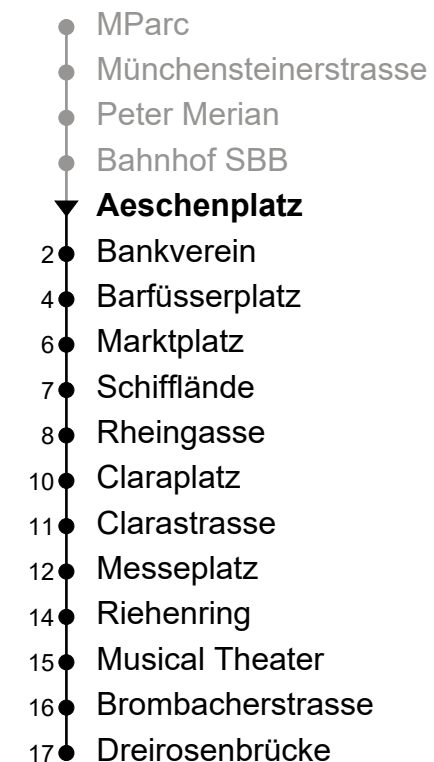 MParc
Münchensteinerstrasse
Peter Merian
Bahnhof SBB
Aeschenplatz
2 Bankverein
4 Barfüsserplatz
6 Marktplatz
7 Schifflände
8 Rheingasse
10 Claraplatz
11 Clarastrasse
12 Messeplatz
14 Riehenring
15 Musical Theater
16 Brombacherstrasse
17 Dreirosenbrücke